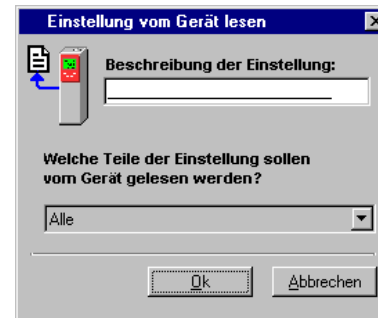 Einstellung vom Gerät lesen
Beschreibung der Einstellung:
Welche Teile der Einstellung sollen
vom Gerät gelesen werden?
Alle
Ok
Abbrechen